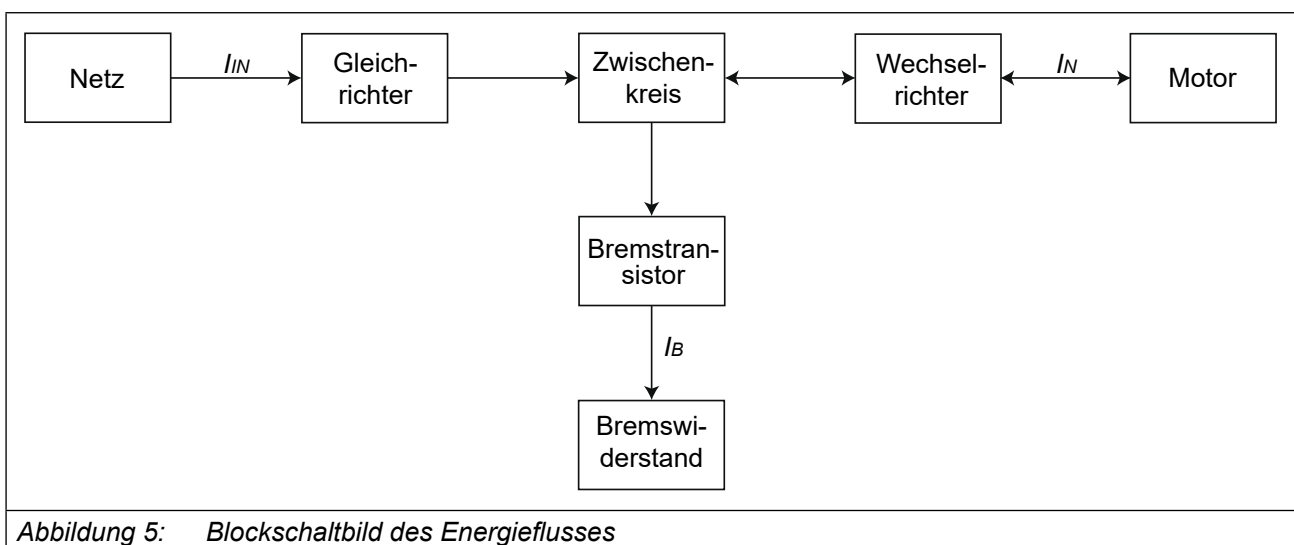 Netz
I_IN
Gleich-
richter
Zwischen-
kreis
Wechsel-
richter
I_N
Motor
Bremstran-
sistor
I_B
Bremswi-
derstand
Abbildung 5: Blockschaltbild des Energieflusses